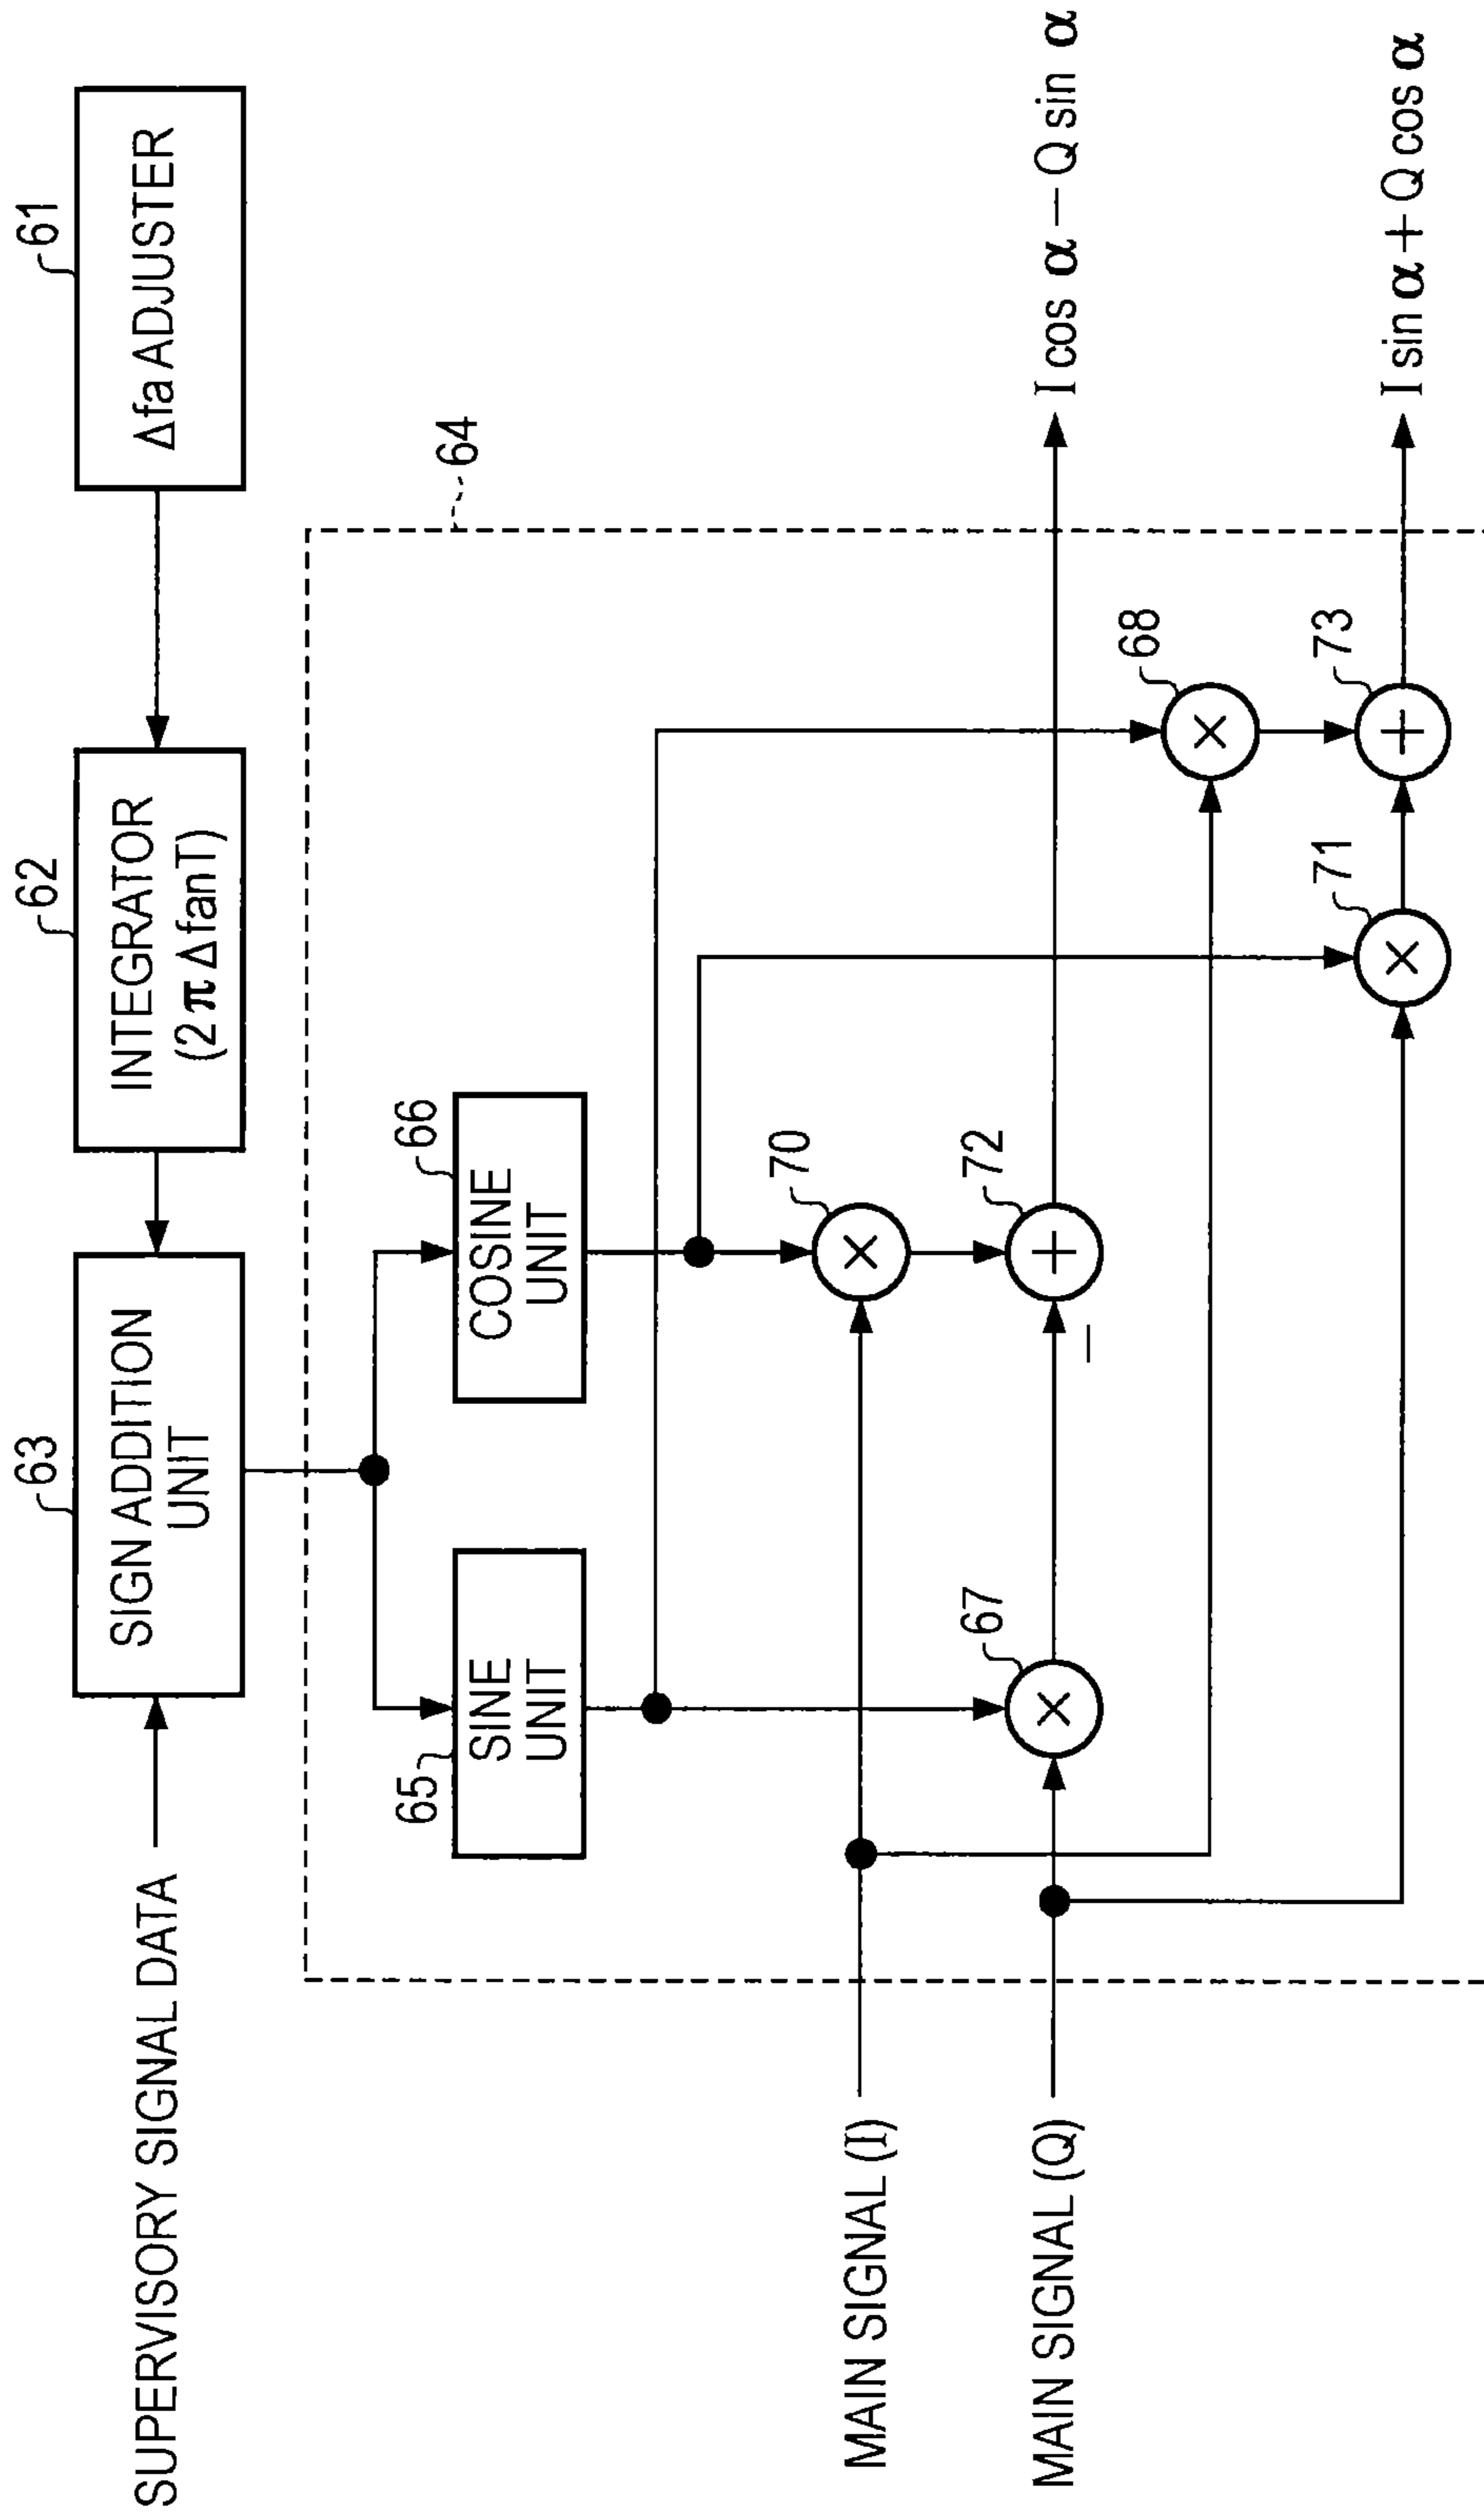 63
62
61
SUPERVISORY SIGNAL DATA
SIGN ADDITION
UNIT
INTEGRATOR
(2π ΔfanT)
Δfa ADJUSTER
64
65
66
SINE
UNIT
COSINE
UNIT
70
MAIN SIGNAL (I)
×
67
72
MAIN SIGNAL (Q)
×
+
−
I cos α − Q sin α
68
×
71
73
×
+
I sin α + Q cos α